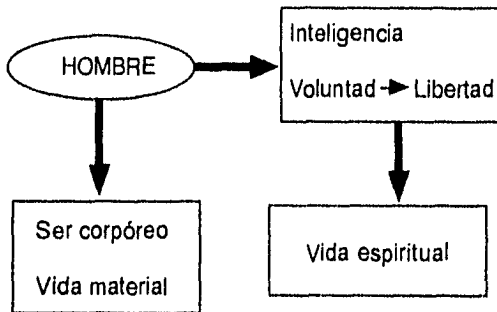 HOMBRE
Inteligencia
Voluntad → Libertad
Ser corpóreo
Vida material
Vida espiritual